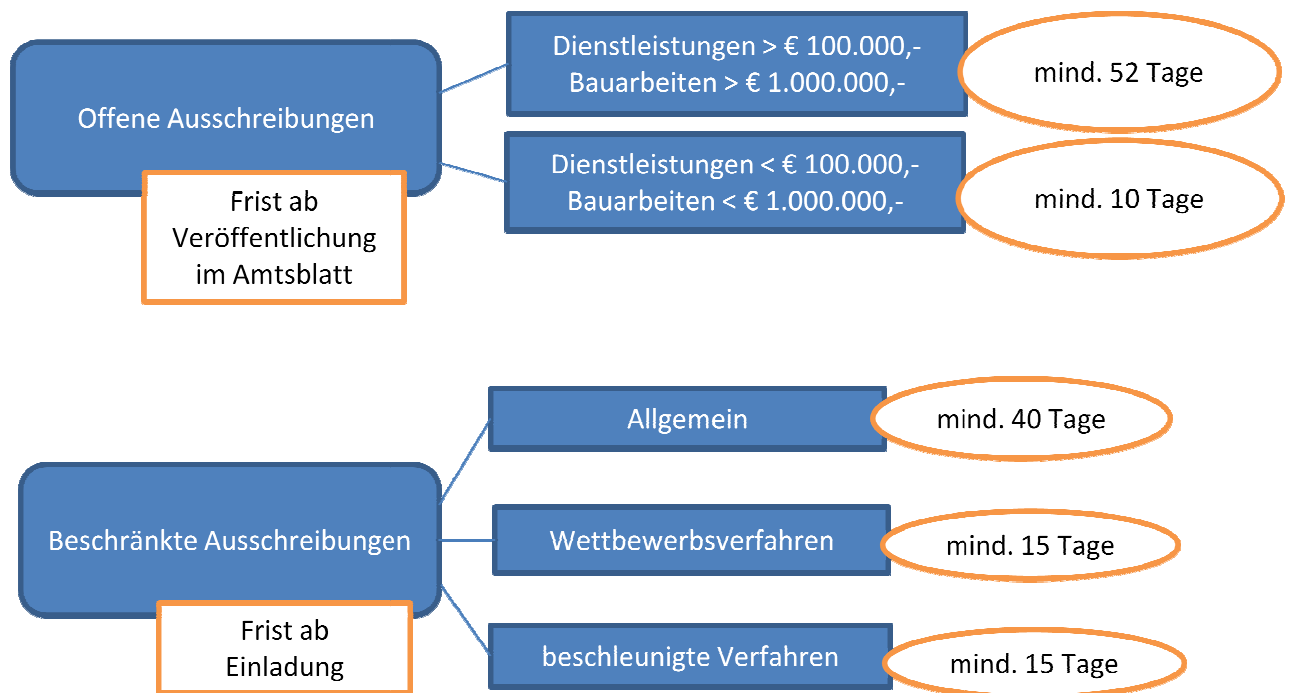 Offene Ausschreibungen
Frist ab
Veröffentlichung
im Amtsblatt
Dienstleistungen > € 100.000,-
Bauarbeiten > € 1.000.000,-
mind. 52 Tage
Dienstleistungen < € 100.000,-
Bauarbeiten < € 1.000.000,-
mind. 10 Tage
Beschränkte Ausschreibungen
Frist ab
Einladung
Allgemein
mind. 40 Tage
Wettbewerbsverfahren
mind. 15 Tage
beschleunigte Verfahren
mind. 15 Tage